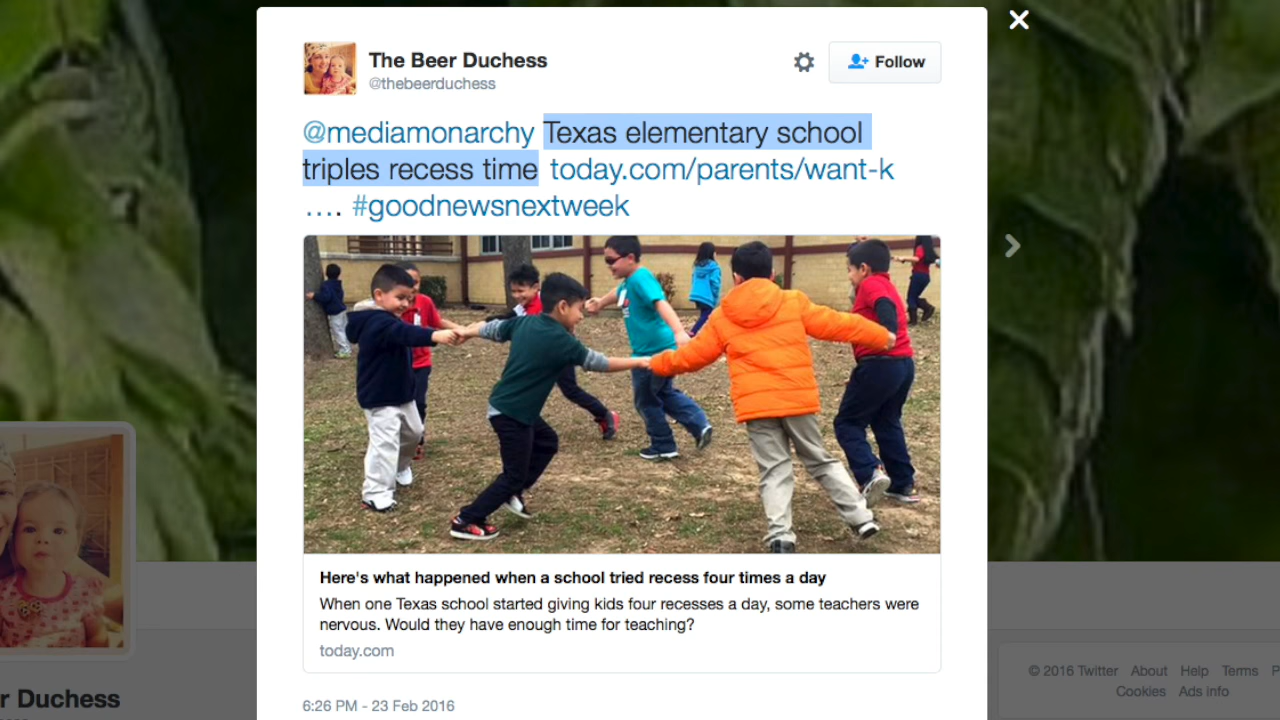 The Beer Duchess
@thebeerduchess
Follow
@mediamonarchy Texas elementary school
triples recess time today.com/parents/want-k
…. #goodnewsnextweek
Here's what happened when a school tried recess four times a day
When one Texas school started giving kids four recesses a day, some teachers were
nervous. Would they have enough time for teaching?
today.com
6:26 PM - 23 Feb 2016
r Duchess
© 2016 Twitter About Help Terms P
Cookies Ads info